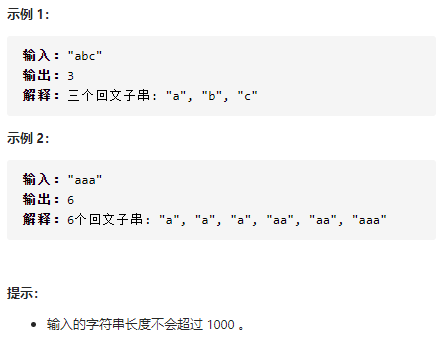 示例 1：
输入："abc"
输出：3
解释：三个回文子串: "a", "b", "c"
示例 2：
输入："aaa"
输出：6
解释：6个回文子串: "a", "a", "a", "aa", "aa", "aaa"
提示：
• 输入的字符串长度不会超过 1000 。